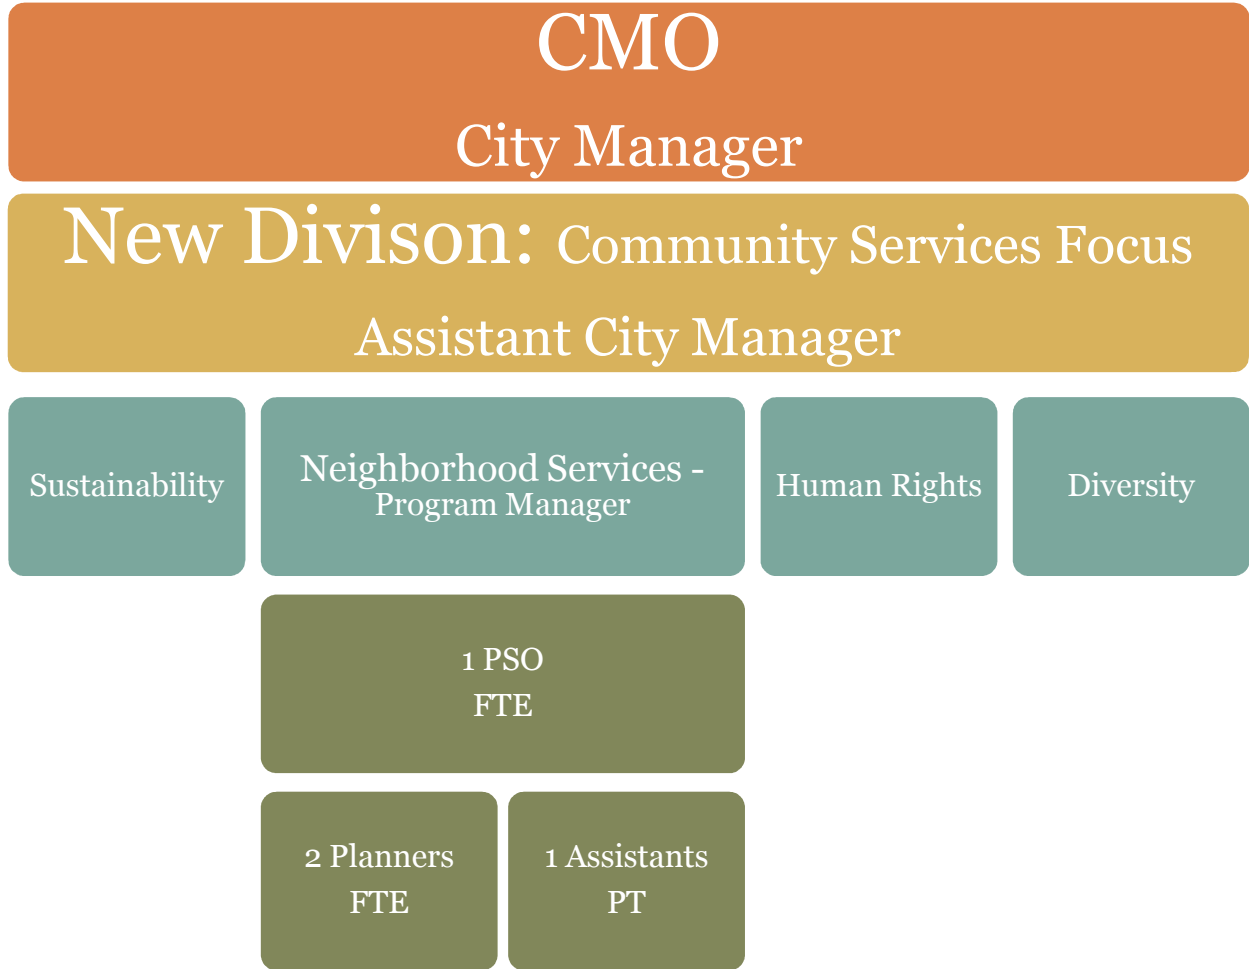 CMO
City Manager
New Divison: Community Services Focus
Assistant City Manager
Sustainability
Neighborhood Services -
Program Manager
Human Rights
Diversity
1 PSO
FTE
2 Planners
FTE
1 Assistants
PT